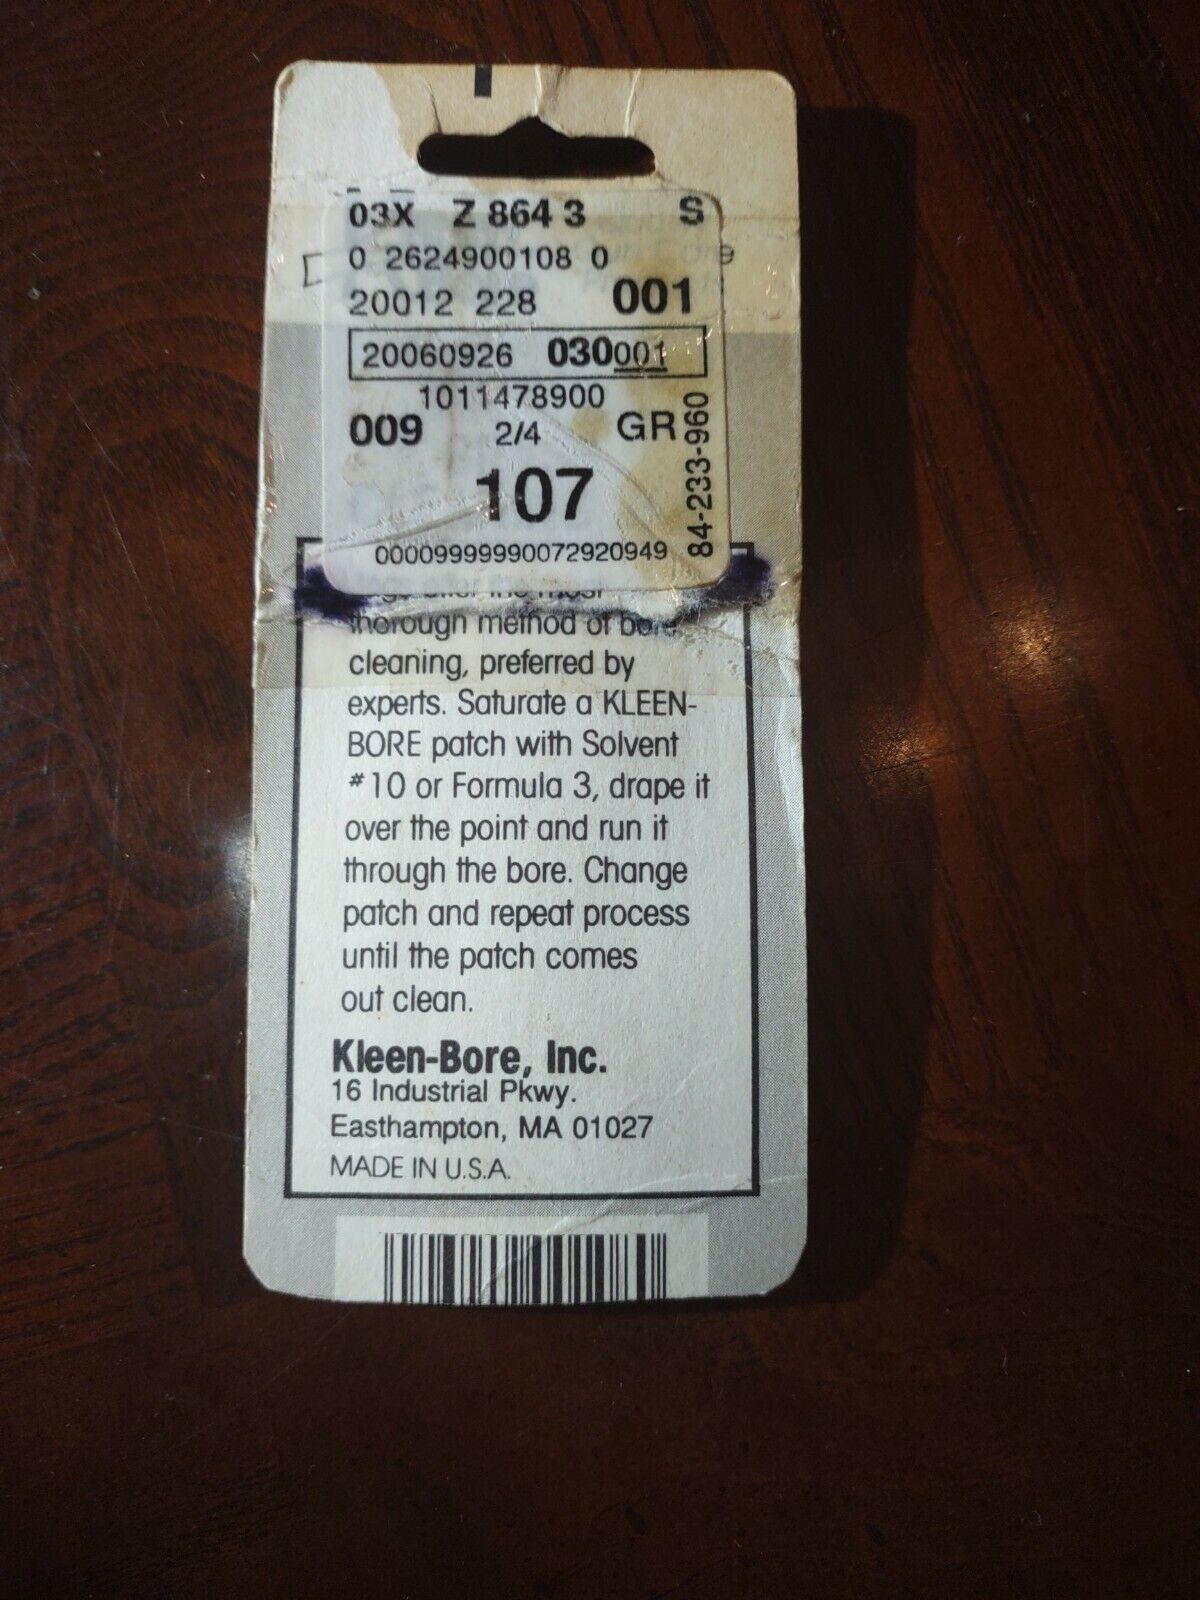 03X Z 864 3 S
0 2624900108 0
20012 228 001
20060926 030001
1011478900
009 2/4 GR
107
84-233-960
00009999990072920949
thorough method of bore
cleaning, preferred by
experts. Saturate a KLEEN-
BORE patch with Solvent
#10 or Formula 3, drape it
over the point and run it
through the bore. Change
patch and repeat process
until the patch comes
out clean.
Kleen-Bore, Inc.
16 Industrial Pkwy.
Easthampton, MA 01027
MADE IN U.S.A.